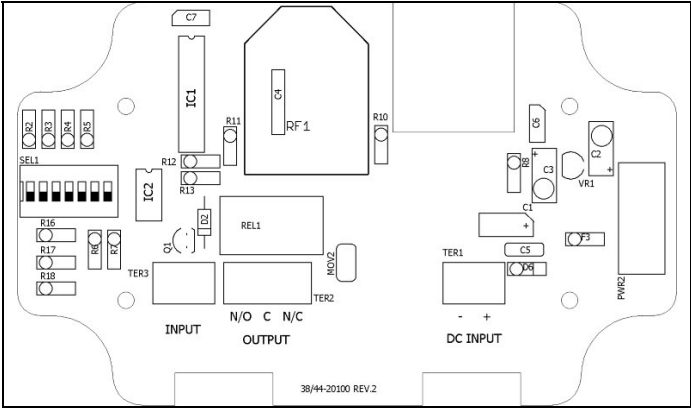 C7
IC1
C4
RF1
R11
R10
C6
R2
R3
R4
R5
SEL1
R12
R13
IC2
R8
C3
C2
VR1
C1
D2
REL1
R16
R17
R18
R6
R7
Q1
MOV2
TER3
TER2
TER1
C5
D6
F3
PWR2
INPUT
N/O C N/C
OUTPUT
- +
DC INPUT
+
+
+
38/44-20100 REV.2